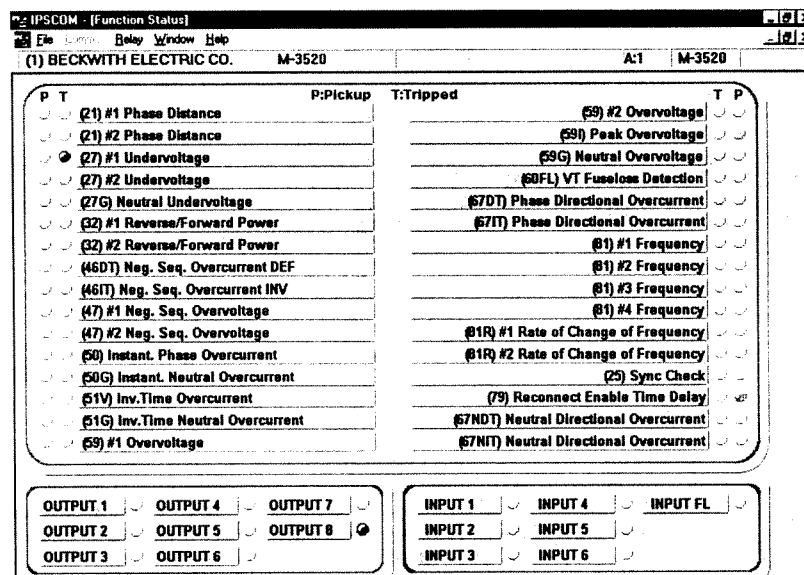 IPSCOM - [Function Status]
File Comm Relay Window Help
(1) BECKWITH ELECTRIC CO. M-3520 A:1 M-3520
P T P:Pickup T:Tripped T P
(21) #1 Phase Distance
(21) #2 Phase Distance
(27) #1 Undervoltage
(27) #2 Undervoltage
(27G) Neutral Undervoltage
(32) #1 Reverse/Forward Power
(32) #2 Reverse/Forward Power
(46DT) Neg. Seq. Overcurrent DEF
(46IT) Neg. Seq. Overcurrent INV
(47) #1 Neg. Seq. Overvoltage
(47) #2 Neg. Seq. Overvoltage
(50) Instant. Phase Overcurrent
(50G) Instant. Neutral Overcurrent
(51V) Inv.Time Overcurrent
(51G) Inv.Time Neutral Overcurrent
(59) #1 Overvoltage
(59) #2 Overvoltage
(59I) Peak Overvoltage
(59G) Neutral Overvoltage
(60FL) VT Fuseloss Detection
(67DT) Phase Directional Overcurrent
(67IT) Phase Directional Overcurrent
(81) #1 Frequency
(81) #2 Frequency
(81) #3 Frequency
(81) #4 Frequency
(81R) #1 Rate of Change of Frequency
(81R) #2 Rate of Change of Frequency
(25) Sync Check
(79) Reconnect Enable Time Delay
(67NDT) Neutral Directional Overcurrent
(67NIT) Neutral Directional Overcurrent
OUTPUT 1 OUTPUT 4 OUTPUT 7
OUTPUT 2 OUTPUT 5 OUTPUT 8
OUTPUT 3 OUTPUT 6
INPUT 1 INPUT 4 INPUT FL
INPUT 2 INPUT 5
INPUT 3 INPUT 6